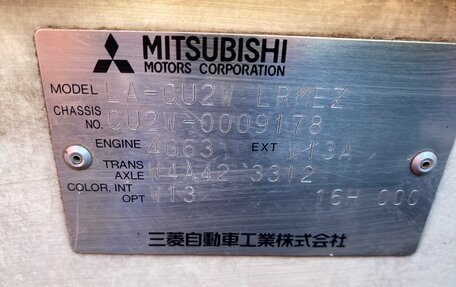 MITSUBISHI
MOTORS CORPORATION
MODEL LA-CU2W LRMEZ
CHASSIS NO. CU2W-0009178
ENGINE 4G63 EXT W13A
TRANS AXLE W4A42 3312
COLOR, INT OPT W13 16H 000
三菱自動車工業株式会社